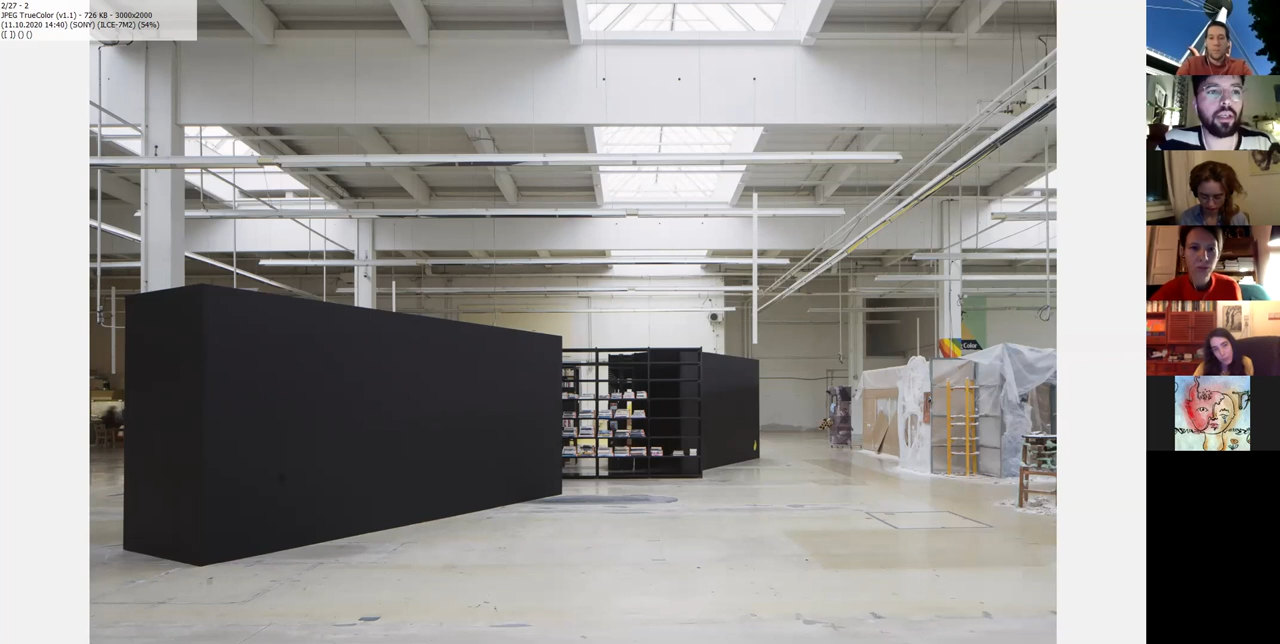 2/27 - 2
JPEG TrueColor (v1.1) - 726 KB - 3000x2000
(11.10.2020 14:40) (SONY) (ILCE-7M2) (54%)
([ ]) () ()
Color